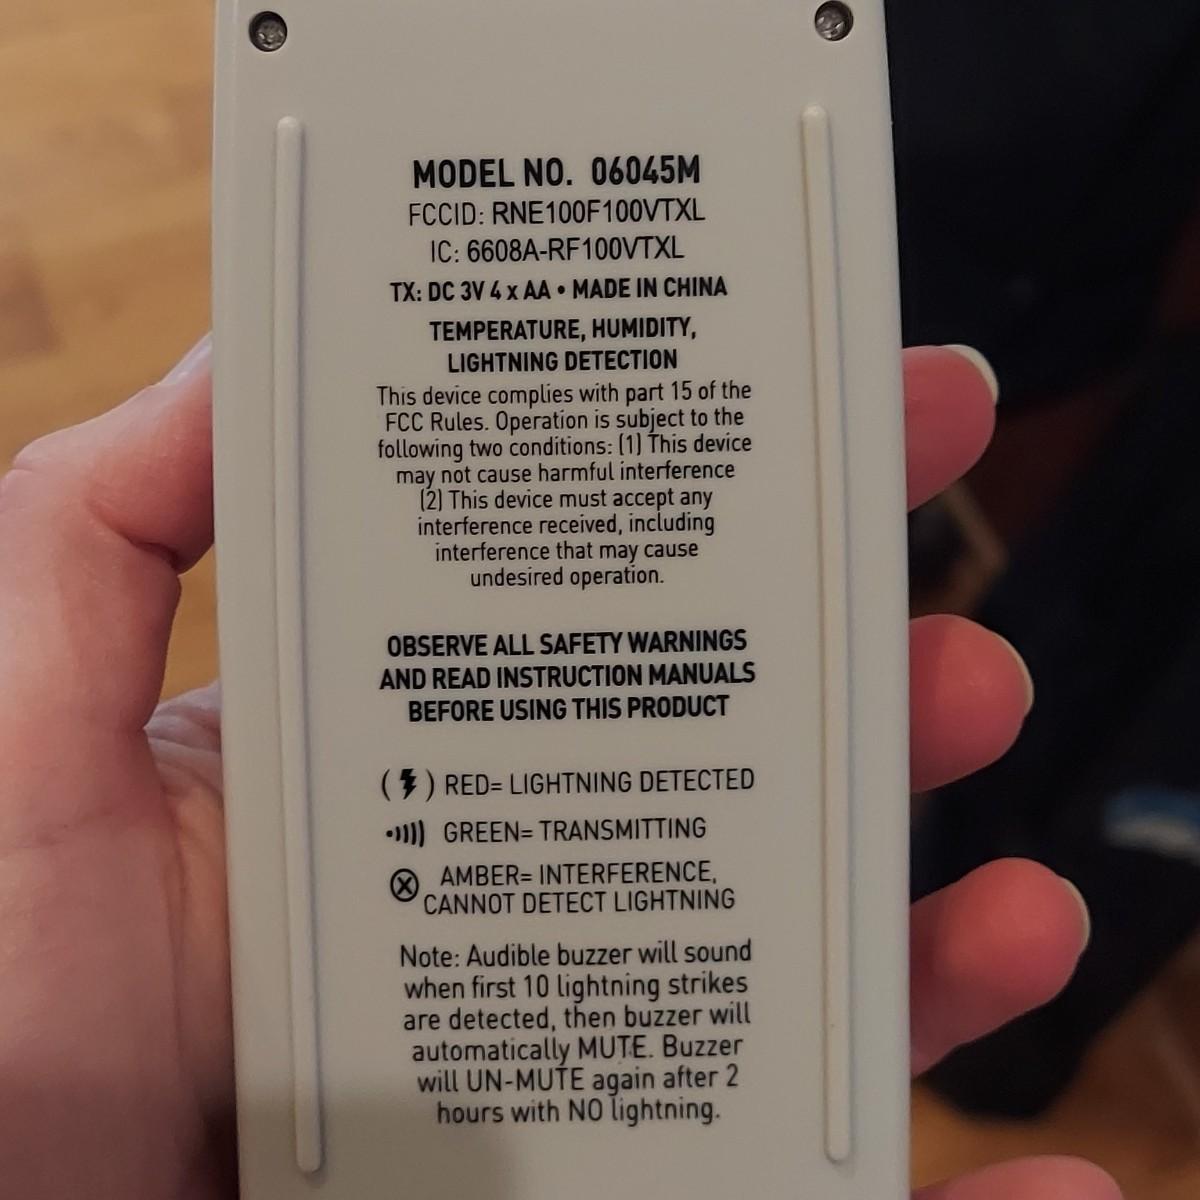 MODEL NO. 06045M
FCCID: RNE100F100VTXL
IC: 6608A-RF100VTXL
TX: DC 3V 4 x AA • MADE IN CHINA
TEMPERATURE, HUMIDITY,
LIGHTNING DETECTION
This device complies with part 15 of the
FCC Rules. Operation is subject to the
following two conditions: (1) This device
may not cause harmful interference
(2) This device must accept any
interference received, including
interference that may cause
undesired operation.
OBSERVE ALL SAFETY WARNINGS
AND READ INSTRUCTION MANUALS
BEFORE USING THIS PRODUCT
RED= LIGHTNING DETECTED
GREEN= TRANSMITTING
AMBER= INTERFERENCE,
CANNOT DETECT LIGHTNING
Note: Audible buzzer will sound
when first 10 lightning strikes
are detected, then buzzer will
automatically MUTE. Buzzer
will UN-MUTE again after 2
hours with NO lightning.